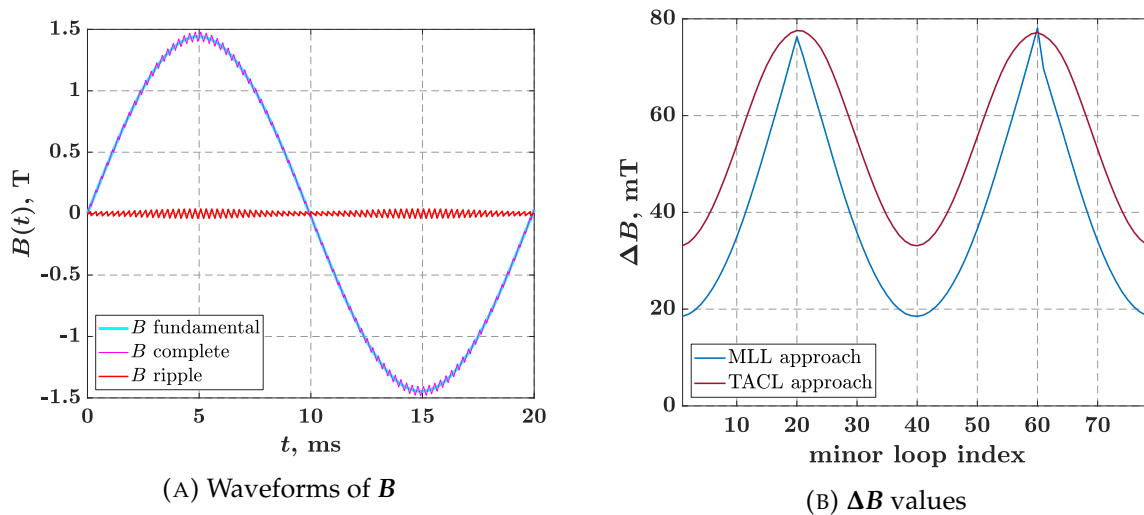 1.5
1
0.5
0
-0.5
-1
-1.5
B(t), T
B fundamental
B complete
B ripple
0 5 10 15 20
t, ms
(A) Waveforms of B
80
60
40
20
0
ΔB, mT
MLL approach
TACL approach
10 20 30 40 50 60 70
minor loop index
(B) ΔB values